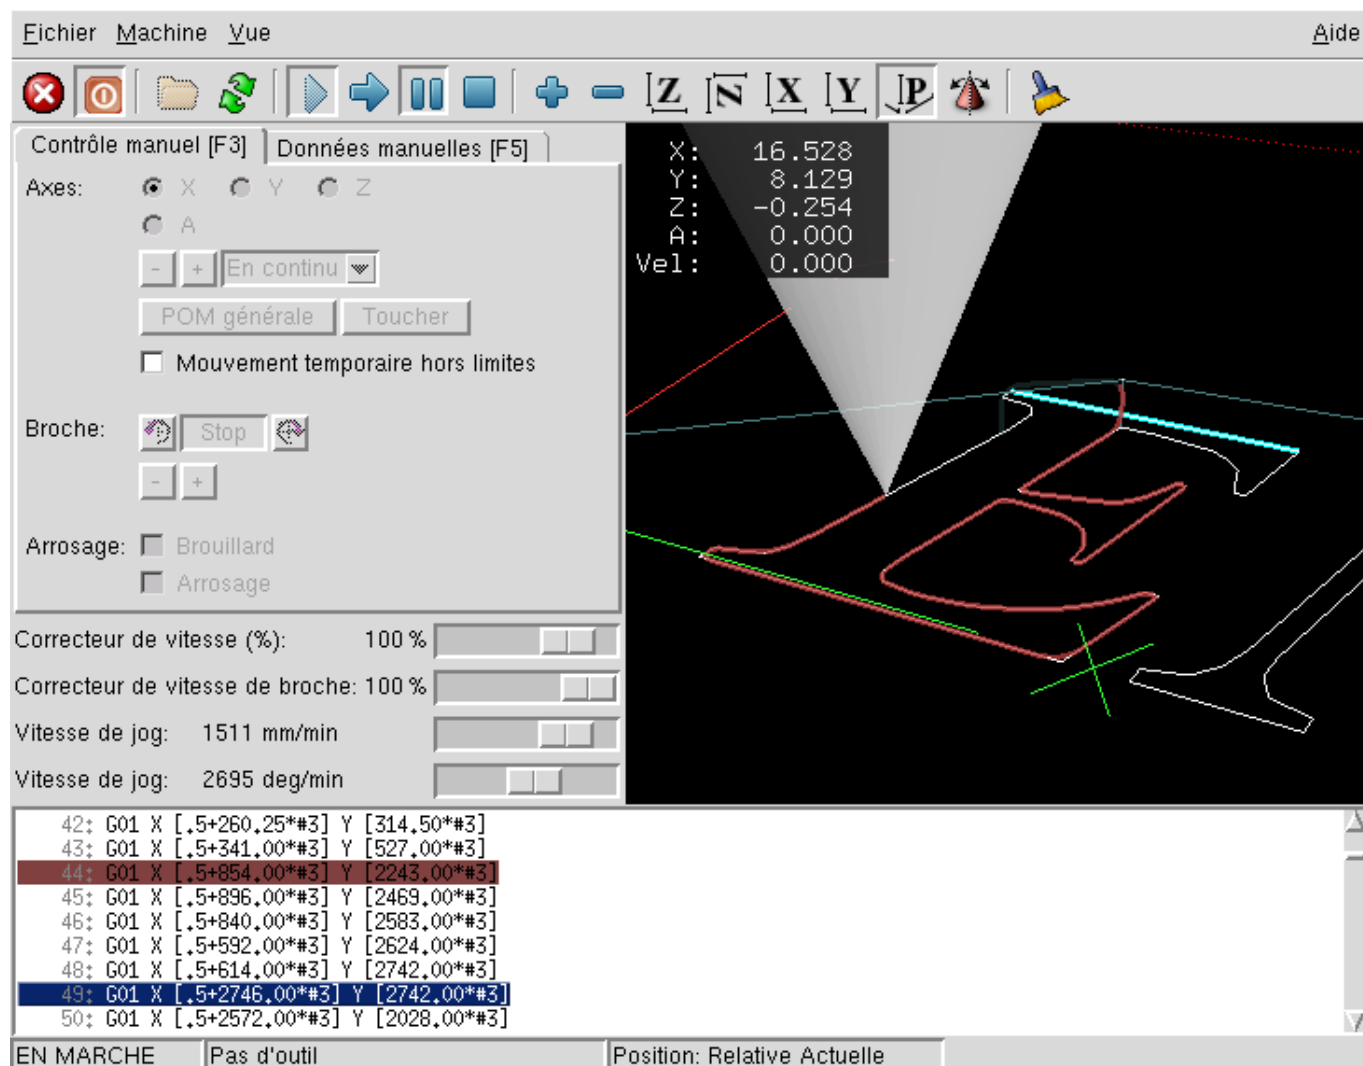 Fichier Machine Vue Aide
Z N X Y P
Contrôle manuel [F3] Données manuelles [F5]
Axes: X Y Z
A
- + En continu
POM générale Toucher
Mouvement temporaire hors limites
Broche: Stop
- +
Arrosage: Brouillard
Arrosage
Correcteur de vitesse (%): 100 %
Correcteur de vitesse de broche: 100 %
Vitesse de jog: 1511 mm/min
Vitesse de jog: 2695 deg/min
X: 16.528
Y: 8.129
Z: -0.254
A: 0.000
Vel: 0.000
42: G01 X [.5+260.25*#3] Y [314.50*#3]
43: G01 X [.5+341.00*#3] Y [527.00*#3]
44: G01 X [.5+854.00*#3] Y [2243.00*#3]
45: G01 X [.5+896.00*#3] Y [2469.00*#3]
46: G01 X [.5+840.00*#3] Y [2583.00*#3]
47: G01 X [.5+592.00*#3] Y [2624.00*#3]
48: G01 X [.5+614.00*#3] Y [2742.00*#3]
49: G01 X [.5+2746.00*#3] Y [2742.00*#3]
50: G01 X [.5+2572.00*#3] Y [2028.00*#3]
EN MARCHE Pas d'outil Position: Relative Actuelle